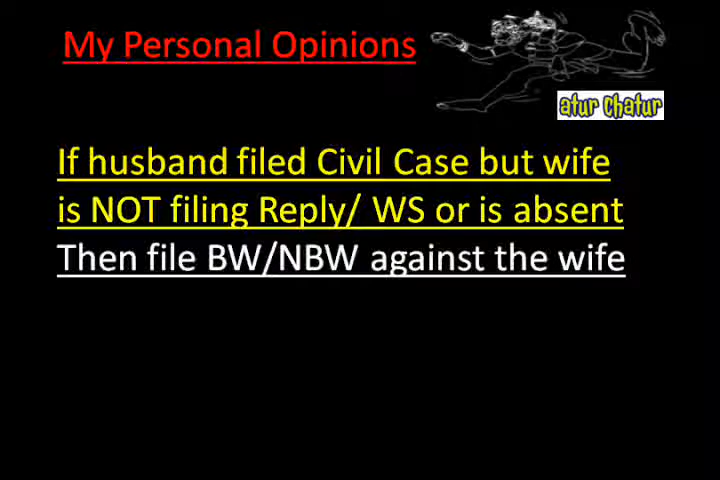 My Personal Opinions
atur chatur
If husband filed Civil Case but wife
is NOT filing Reply/ WS or is absent
Then file BW/NBW against the wife